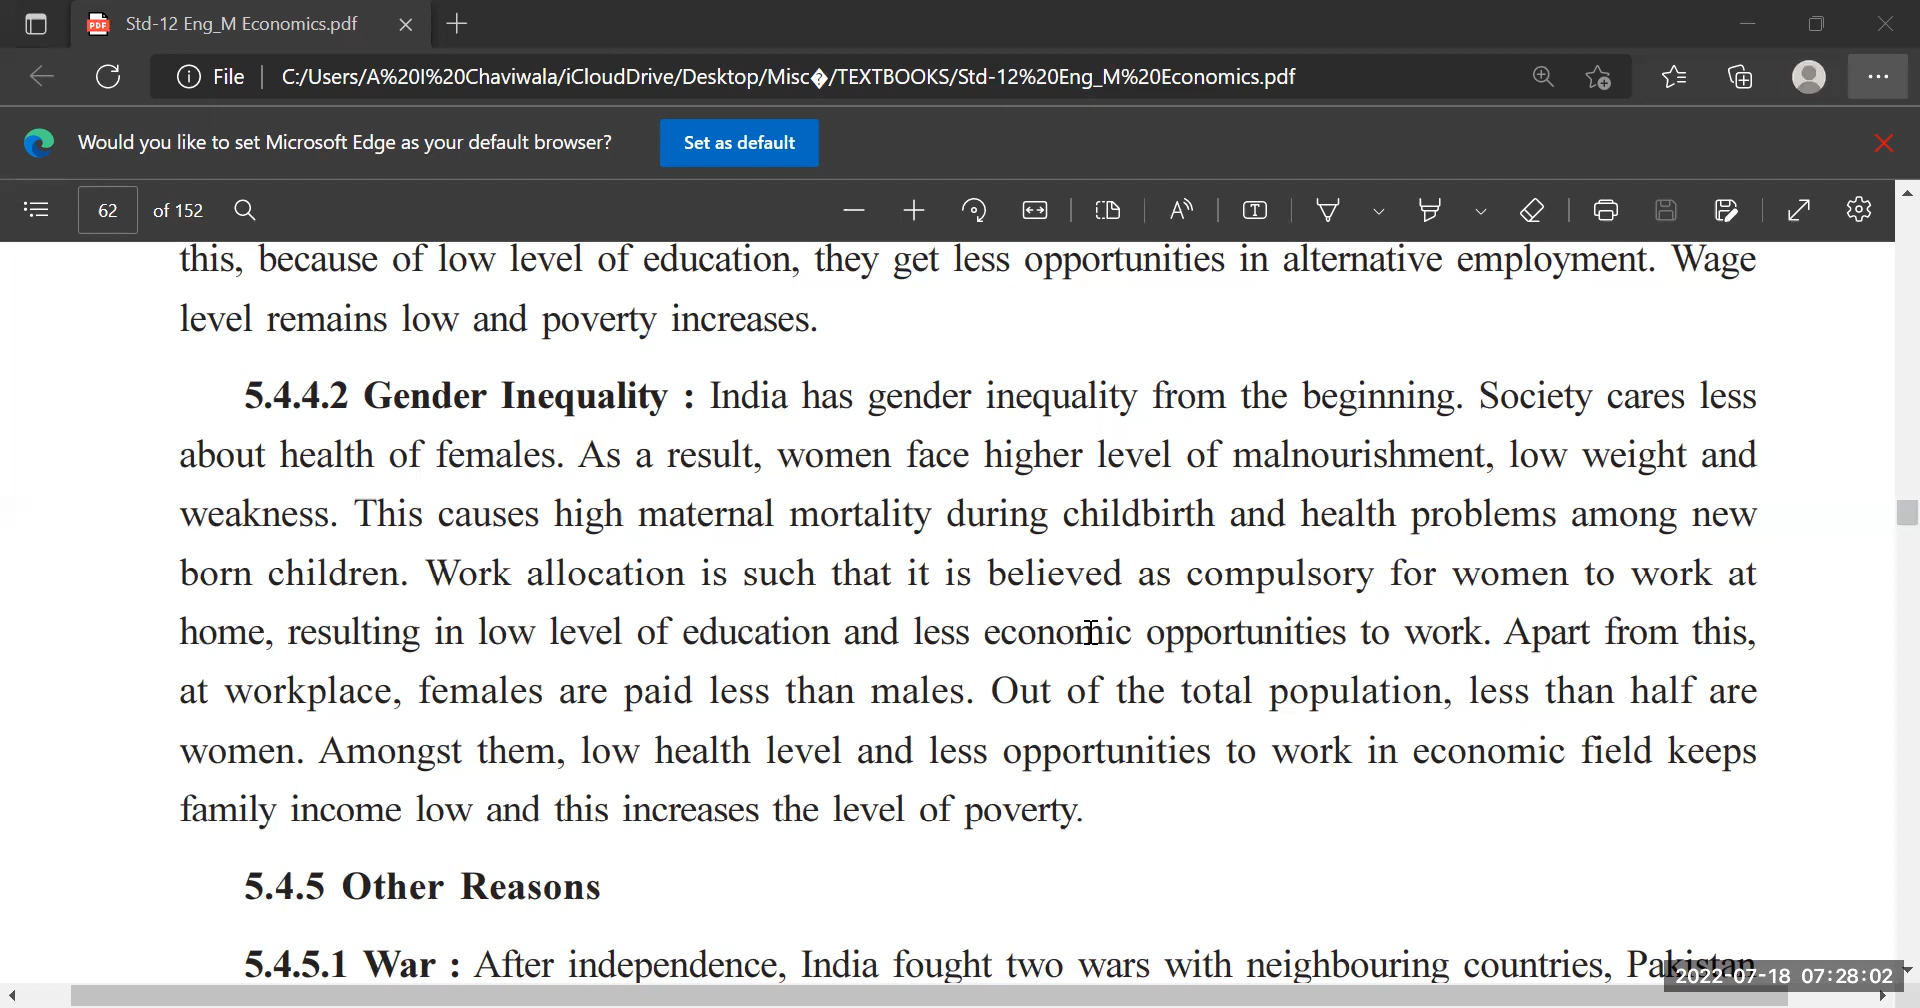 Std-12 Eng_M Economics.pdf
File C:/Users/A%20I%20Chaviwala/iCloudDrive/Desktop/Misc�/TEXTBOOKS/Std-12%20Eng_M%20Economics.pdf
Would you like to set Microsoft Edge as your default browser? Set as default
62 of 152
this, because of low level of education, they get less opportunities in alternative employment. Wage
level remains low and poverty increases.
5.4.4.2 Gender Inequality : India has gender inequality from the beginning. Society cares less
about health of females. As a result, women face higher level of malnourishment, low weight and
weakness. This causes high maternal mortality during childbirth and health problems among new
born children. Work allocation is such that it is believed as compulsory for women to work at
home, resulting in low level of education and less economic opportunities to work. Apart from this,
at workplace, females are paid less than males. Out of the total population, less than half are
women. Amongst them, low health level and less opportunities to work in economic field keeps
family income low and this increases the level of poverty.
5.4.5 Other Reasons
5.4.5.1 War : After independence, India fought two wars with neighbouring countries, Pakistan
2022-07-18 07:28:02